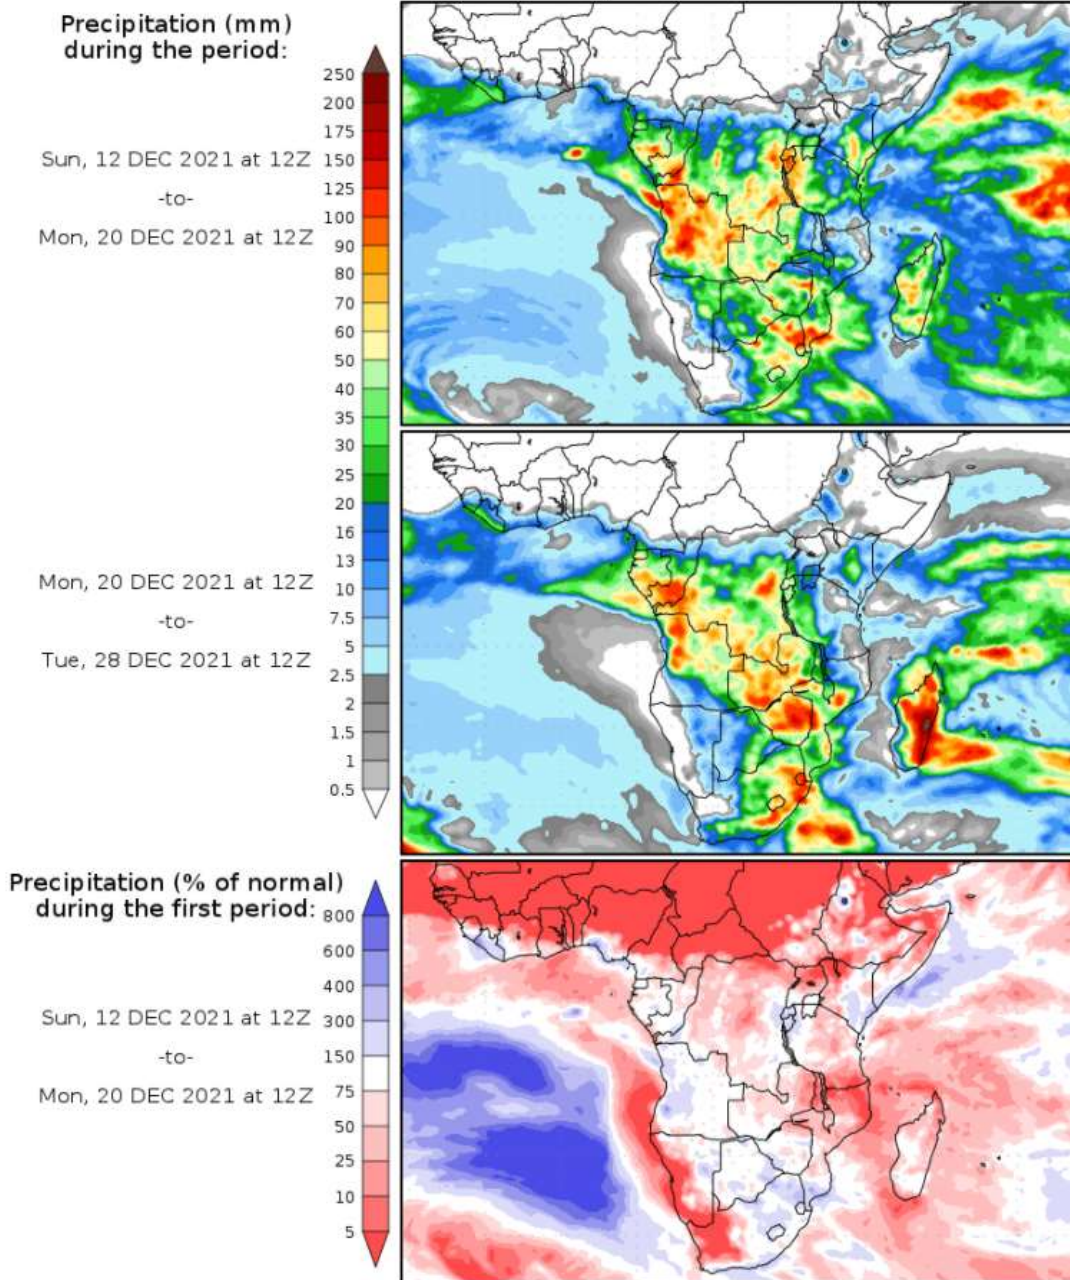 Precipitation (mm)
during the period:
250
200
175
150
125
100
90
80
70
60
50
40
35
30
25
20
16
13
10
7.5
5
2.5
2
1.5
1
0.5
Sun, 12 DEC 2021 at 12Z
-to-
Mon, 20 DEC 2021 at 12Z
Mon, 20 DEC 2021 at 12Z
-to-
Tue, 28 DEC 2021 at 12Z
Precipitation (% of normal)
during the first period:
800
600
400
300
150
75
50
25
10
5
Sun, 12 DEC 2021 at 12Z
-to-
Mon, 20 DEC 2021 at 12Z